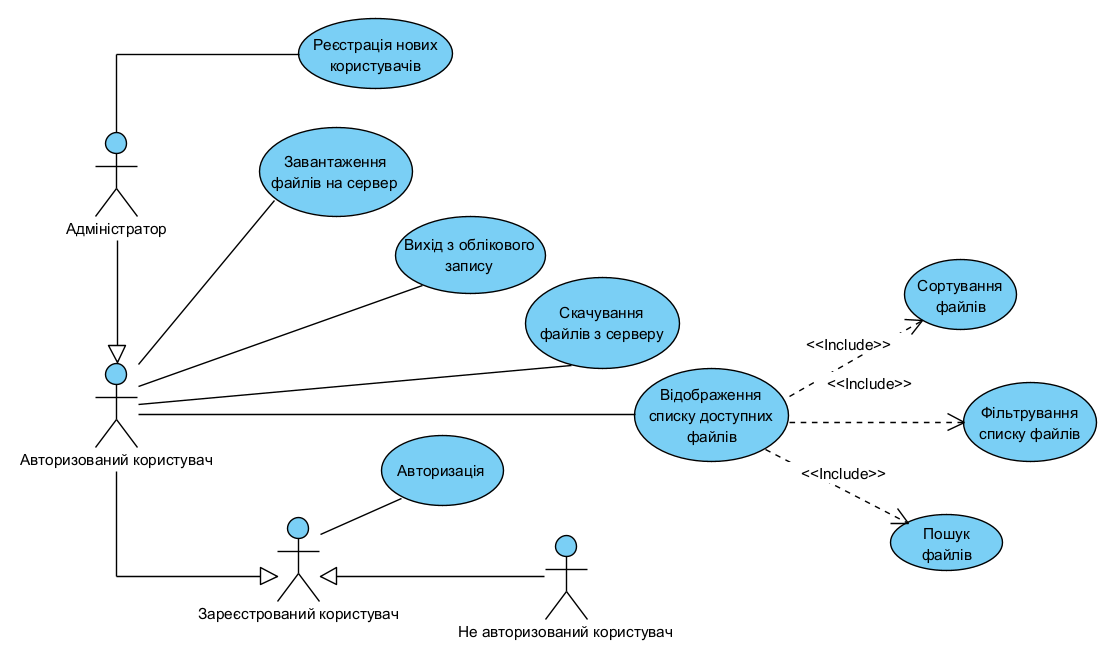 Реєстрація нових
користувачів
Завантаження
файлів на сервер
Адміністратор
Вихід з облікового
запису
Скачування
файлів з серверу
Сортування
файлів
<<Include>>
<<Include>>
Відображення
списку доступних
файлів
Фільтрування
списку файлів
Авторизований користувач
Авторизація
<<Include>>
Пошук
файлів
Зареєстрований користувач
Не авторизований користувач